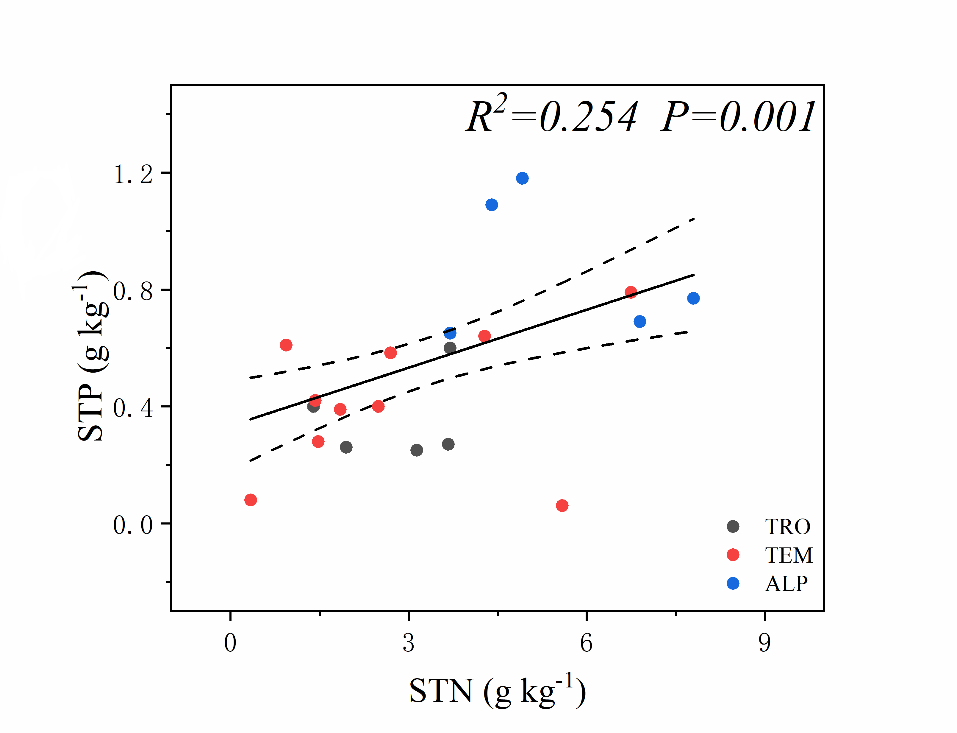 R²=0.254 P=0.001
1.2
0.8
0.4
0.0
STP (g kg⁻¹)
TRO
TEM
ALP
0 3 6 9
STN (g kg⁻¹)